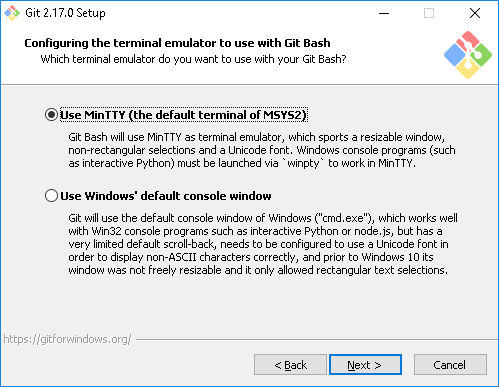 Git 2.17.0 Setup
Configuring the terminal emulator to use with Git Bash
Which terminal emulator do you want to use with your Git Bash?
Use MinTTY (the default terminal of MSYS2)
Git Bash will use MinTTY as terminal emulator, which sports a resizable window,
non-rectangular selections and a Unicode font. Windows console programs (such
as interactive Python) must be launched via `winpty` to work in MinTTY.
Use Windows' default console window
Git will use the default console window of Windows ("cmd.exe"), which works well
with Win32 console programs such as interactive Python or node.js, but has a
very limited default scroll-back, needs to be configured to use a Unicode font in
order to display non-ASCII characters correctly, and prior to Windows 10 its
window was not freely resizable and it only allowed rectangular text selections.
https://gitforwindows.org/
< Back Next > Cancel